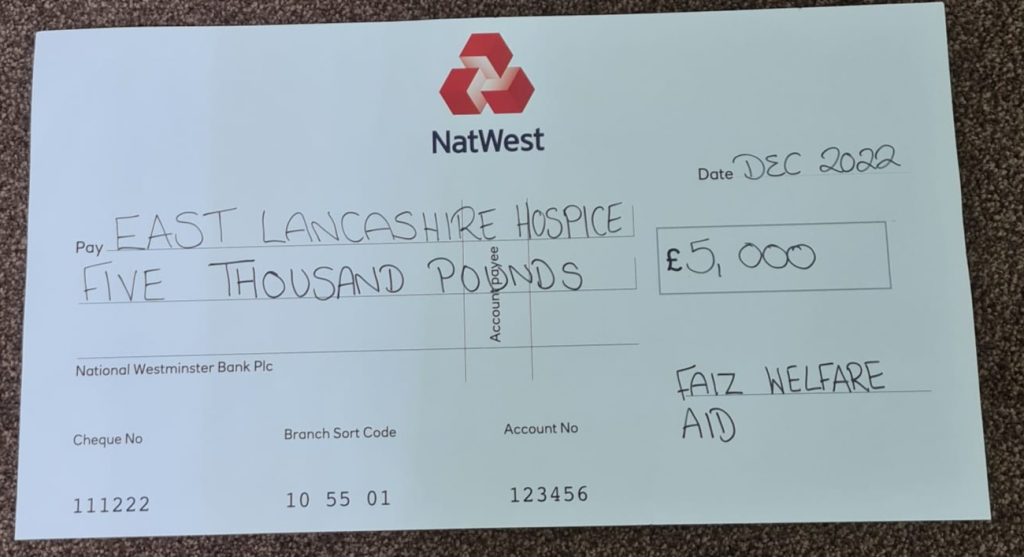 NatWest
Date DEC 2022
Pay EAST LANCASHIRE HOSPICE
FIVE THOUSAND POUNDS
£5,000
Account payee
National Westminster Bank Plc
FAIZ WELFARE
AID
Cheque No Branch Sort Code Account No
111222 10 55 01 123456